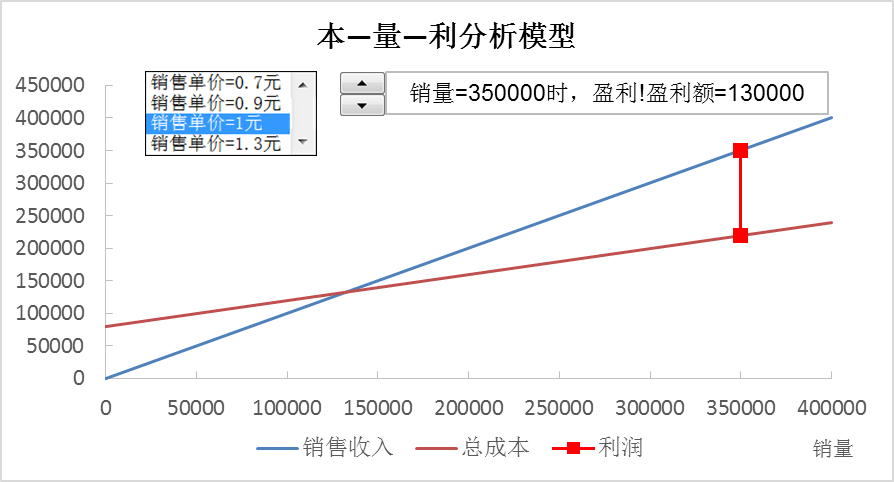 本—量—利分析模型
销售单价=0.7元
销售单价=0.9元
销售单价=1元
销售单价=1.3元
销量=350000时，盈利!盈利额=130000
450000
400000
350000
300000
250000
200000
150000
100000
50000
0
0 50000 100000 150000 200000 250000 300000 350000 400000
销售收入 总成本 利润 销量